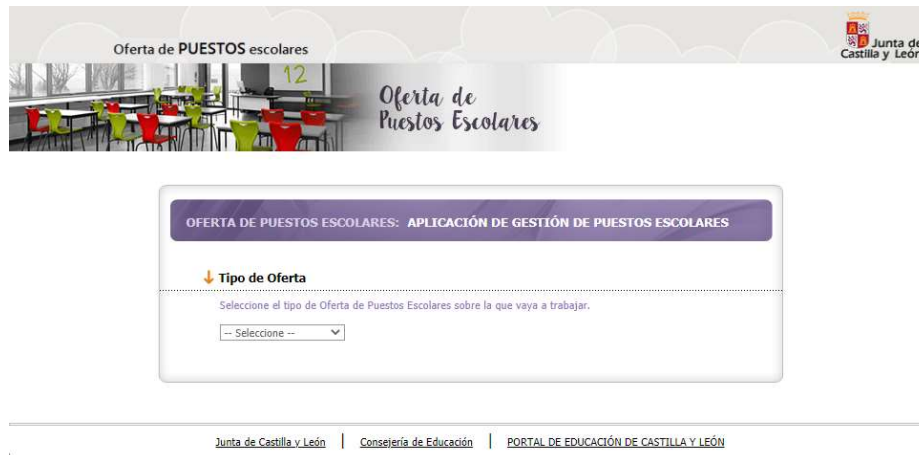 Oferta de PUESTOS escolares
Junta de
Castilla y León
12
Oferta de
Puestos Escolares
OFERTA DE PUESTOS ESCOLARES: APLICACIÓN DE GESTIÓN DE PUESTOS ESCOLARES
Tipo de Oferta
Seleccione el tipo de Oferta de Puestos Escolares sobre la que vaya a trabajar.
-- Seleccione --
Junta de Castilla y León | Consejería de Educación | PORTAL DE EDUCACIÓN DE CASTILLA Y LEÓN